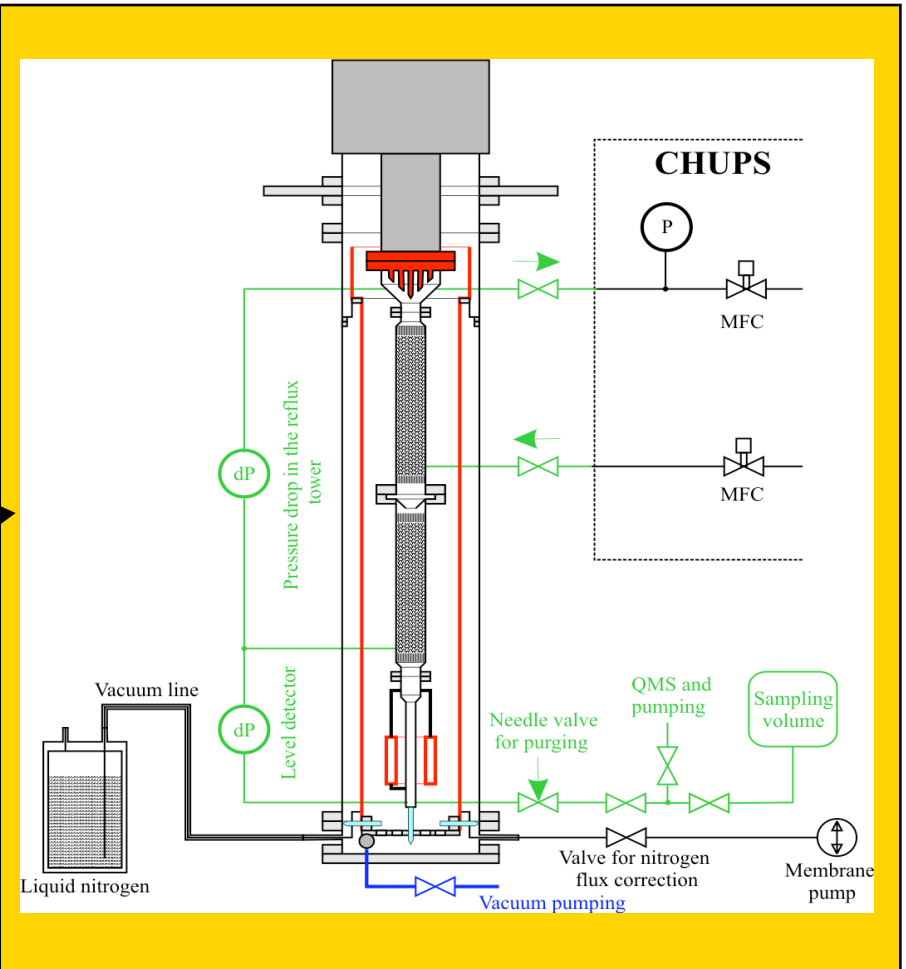 CHUPS
P
MFC
MFC
dP
Pressure drop in the reflux
tower
dP
Level detector
Vacuum line
Liquid nitrogen
Needle valve
for purging
QMS and
pumping
Sampling
volume
Valve for nitrogen
flux correction
Membrane
pump
Vacuum pumping